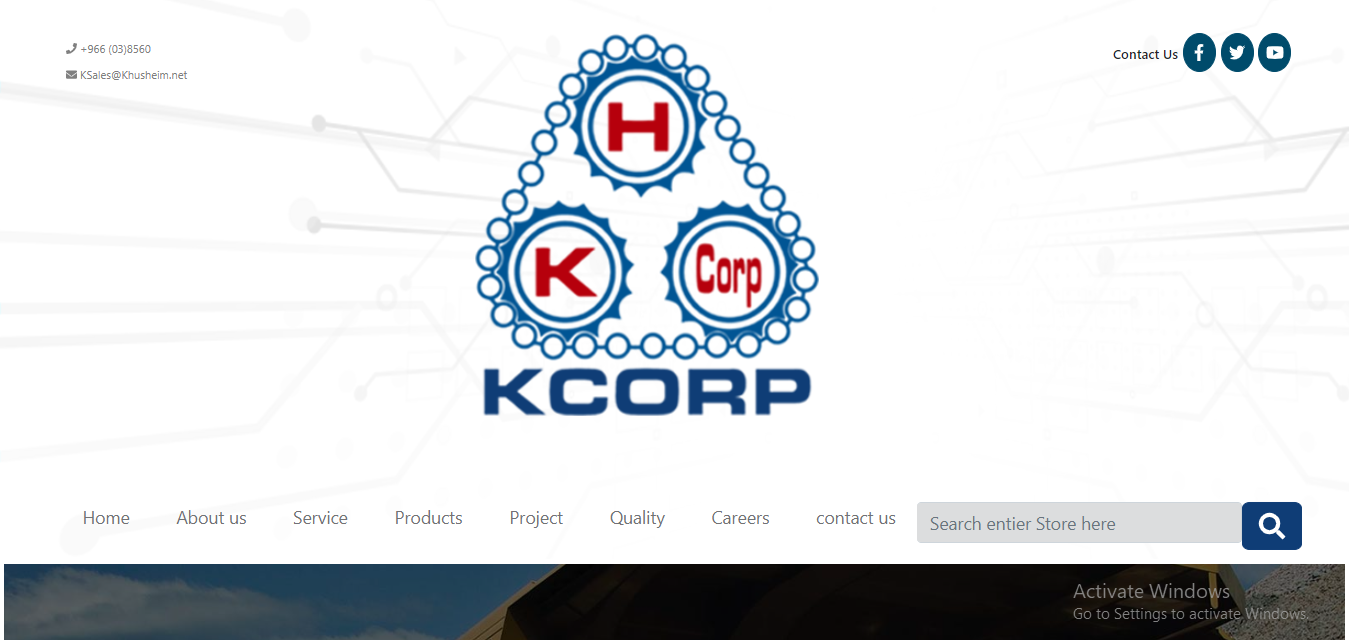 +966 (03)8560
KSales@Khusheim.net
Contact Us
H
K
Corp
KCORP
Home
About us
Service
Products
Project
Quality
Careers
contact us
Search entier Store here
Activate Windows
Go to Settings to activate Windows.